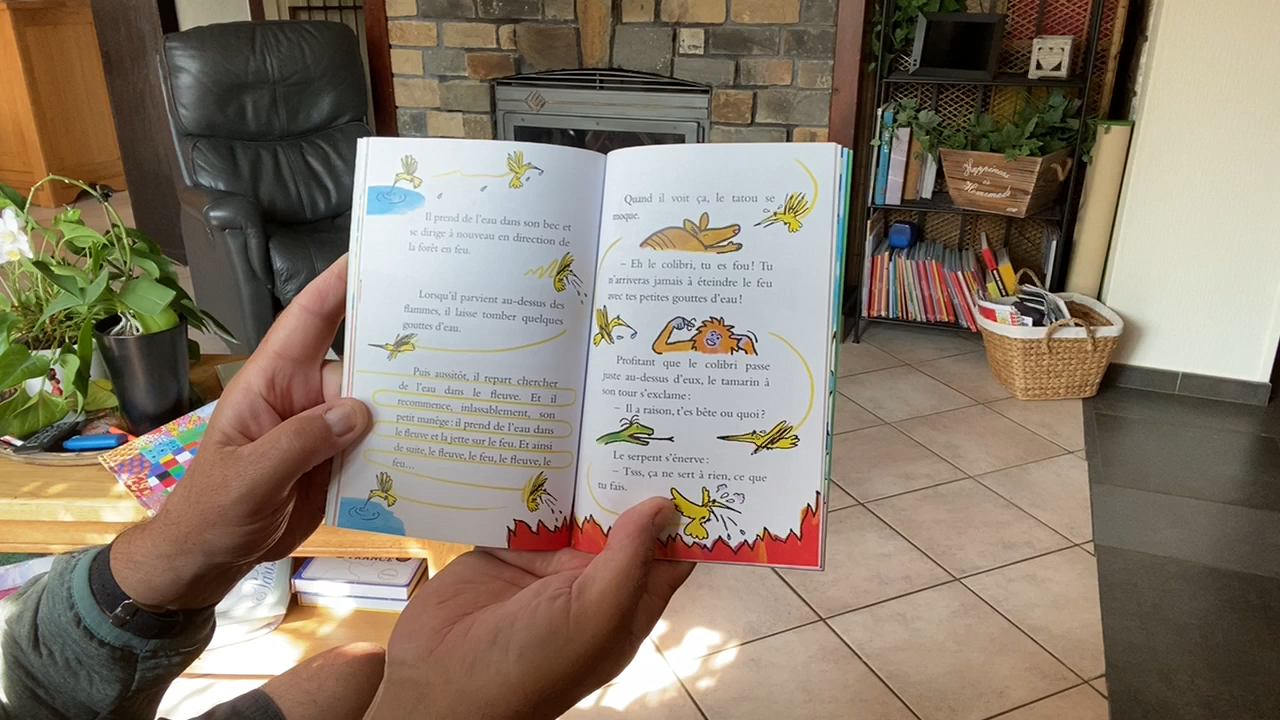 Il prend de l'eau dans son bec et
se dirige à nouveau en direction de
la forêt en feu.
Lorsqu'il parvient au-dessus des
flammes, il laisse tomber quelques
gouttes d'eau.
Puis aussitôt, il repart chercher
de l'eau dans le fleuve. Et il
recommence, inlassablement, son
petit manège : il prend de l'eau dans
le fleuve et la jette sur le feu. Et ainsi
de suite, le fleuve, le feu, le fleuve, le
feu...
Quand il voit ça, le tatou se
moque.
– Eh le colibri, tu es fou ! Tu
n'arriveras jamais à éteindre le feu
avec tes petites gouttes d'eau !
Profitant que le colibri passe
juste au-dessus d'eux, le tamarin à
son tour s'exclame :
– Il a raison, t'es bête ou quoi ?
Le serpent s'énerve :
– Tsss, ça ne sert à rien, ce que
tu fais.
Happiness
is
Homemade
FRANCE